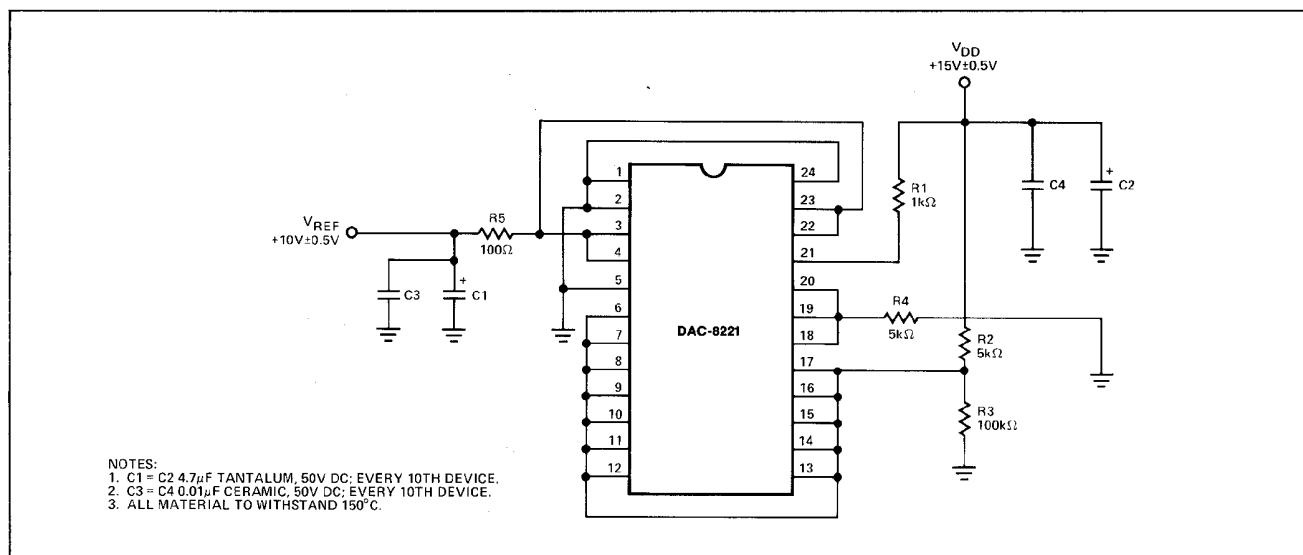 V_DD
+15V±0.5V
V_REF
+10V±0.5V
R5
100Ω
C3
C1
+
1
2
3
4
5
6
7
8
9
10
11
12
DAC-8221
24
23
22
21
20
19
18
17
16
15
14
13
R1
1kΩ
C4
C2
+
R4
5kΩ
R2
5kΩ
R3
100kΩ
NOTES:
1. C1 = C2 4.7μF TANTALUM, 50V DC; EVERY 10TH DEVICE.
2. C3 = C4 0.01μF CERAMIC, 50V DC; EVERY 10TH DEVICE.
3. ALL MATERIAL TO WITHSTAND 150°C.